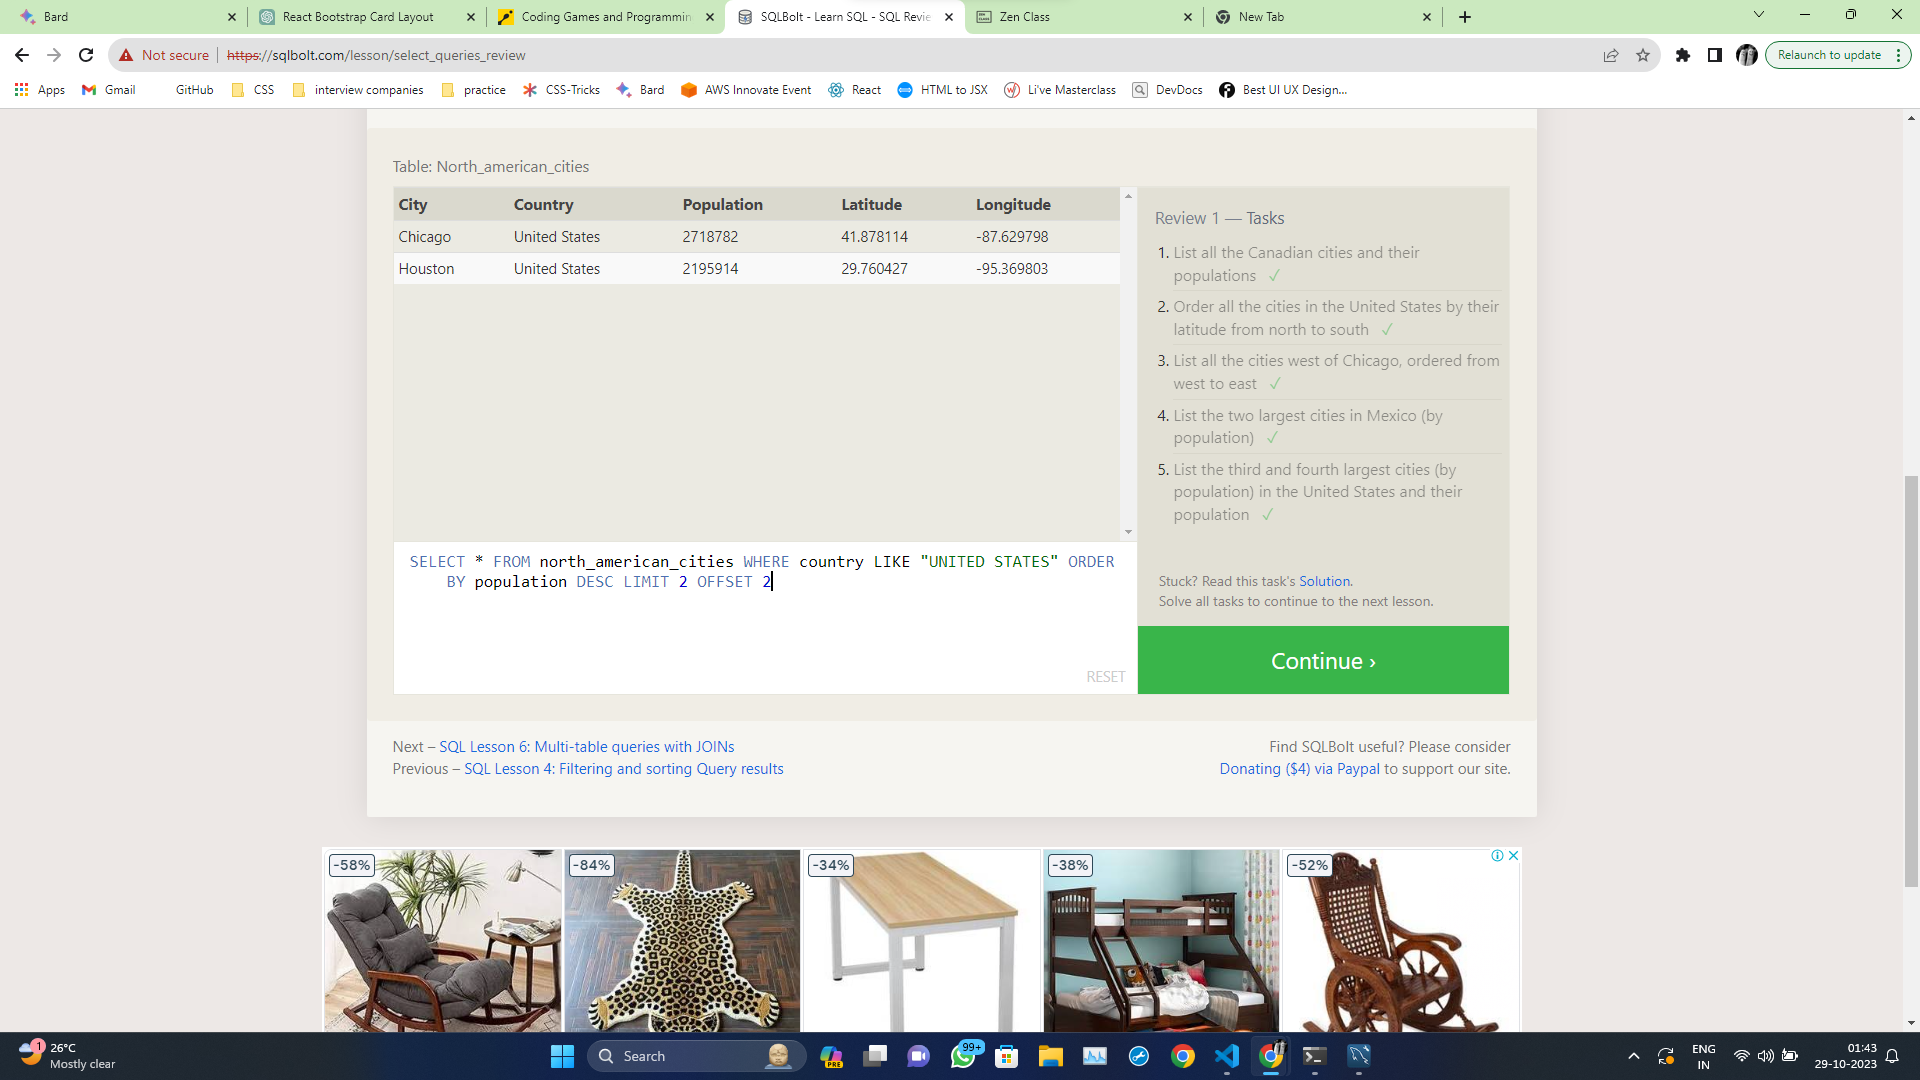 Bard
React Bootstrap Card Layout
Coding Games and Programmin
SQLBolt - Learn SQL - SQL Revie
Zen Class
New Tab
Not secure
https://sqlbolt.com/lesson/select_queries_review
Relaunch to update
Apps
Gmail
GitHub
CSS
interview companies
practice
CSS-Tricks
Bard
AWS Innovate Event
React
HTML to JSX
Li've Masterclass
DevDocs
Best UI UX Design...
Table: North_american_cities
City Country Population Latitude Longitude
Chicago United States 2718782 41.878114 -87.629798
Houston United States 2195914 29.760427 -95.369803
SELECT * FROM north_american_cities WHERE country LIKE "UNITED STATES" ORDER
BY population DESC LIMIT 2 OFFSET 2
RESET
Review 1 — Tasks
1. List all the Canadian cities and their
populations ✓
2. Order all the cities in the United States by their
latitude from north to south ✓
3. List all the cities west of Chicago, ordered from
west to east ✓
4. List the two largest cities in Mexico (by
population) ✓
5. List the third and fourth largest cities (by
population) in the United States and their
population ✓
Stuck? Read this task's Solution.
Solve all tasks to continue to the next lesson.
Continue ›
Next – SQL Lesson 6: Multi-table queries with JOINs
Previous – SQL Lesson 4: Filtering and sorting Query results
Find SQLBolt useful? Please consider
Donating ($4) via Paypal to support our site.
-58%
-84%
-34%
-38%
-52%
1
26°C
Mostly clear
Search
PRE
99+
ENG
IN
01:43
29-10-2023